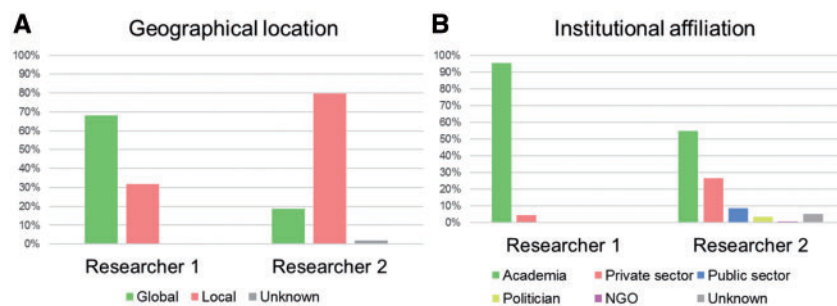 A
Geographical location
100%
90%
80%
70%
60%
50%
40%
30%
20%
10%
0%
Researcher 1
Researcher 2
Global
Local
Unknown
B
Institutional affiliation
100%
90%
80%
70%
60%
50%
40%
30%
20%
10%
0%
Researcher 1
Researcher 2
Academia
Private sector
Public sector
Politician
NGO
Unknown